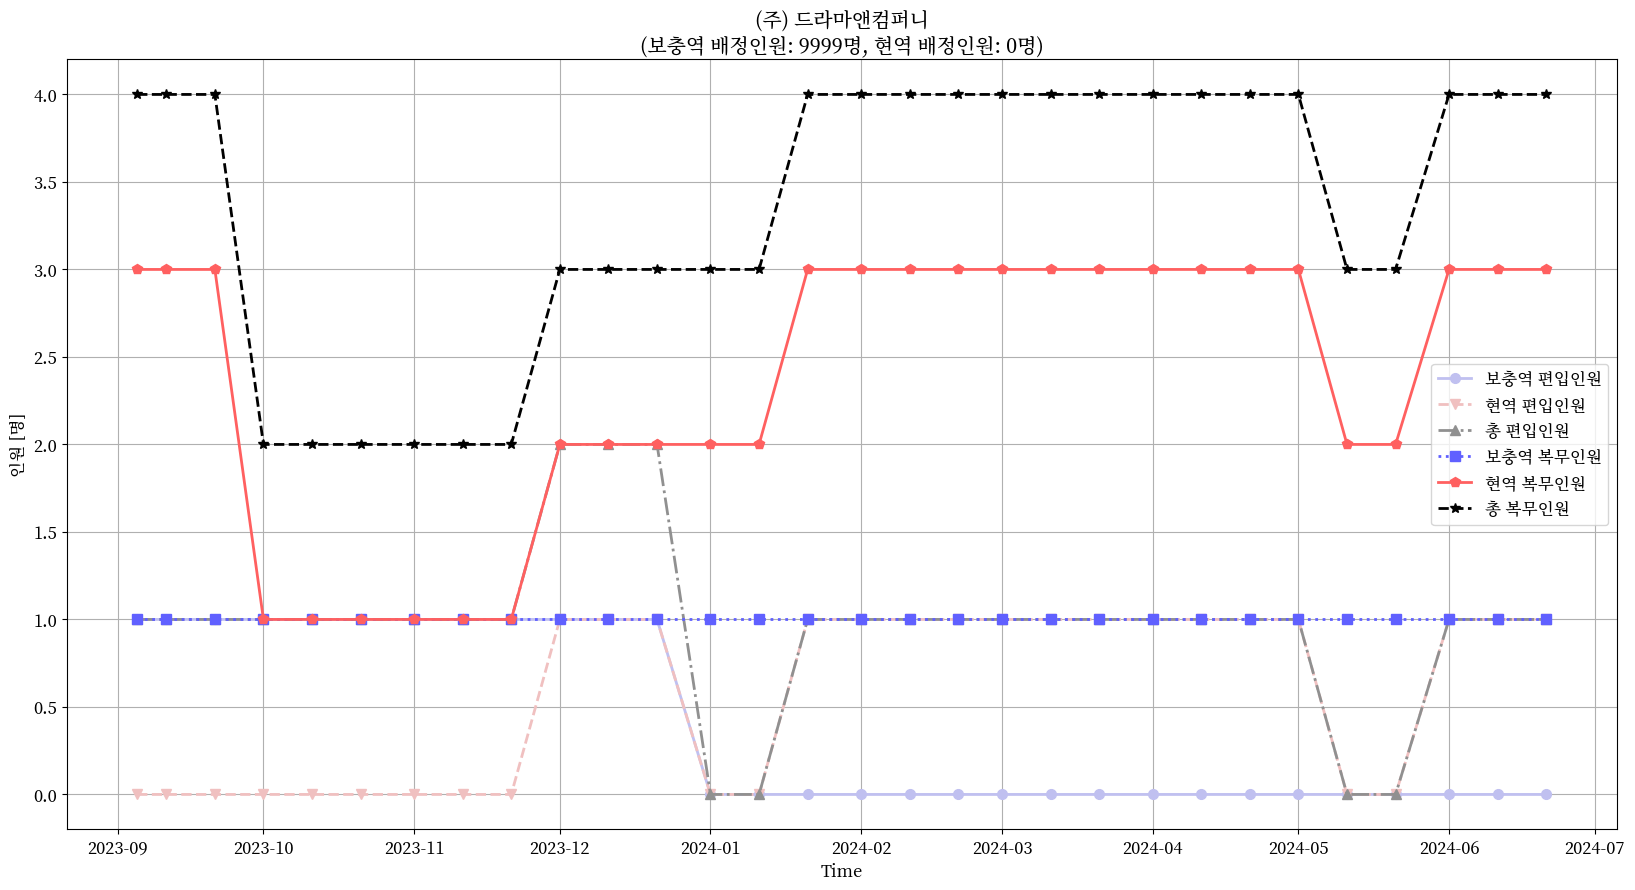 (주) 드라마앤컴퍼니
(보충역 배정인원: 9999명, 현역 배정인원: 0명)
4.0
3.5
3.0
2.5
2.0
1.5
1.0
0.5
0.0
인원 [명]
보충역 편입인원
현역 편입인원
총 편입인원
보충역 복무인원
현역 복무인원
총 복무인원
2023-09
2023-10
2023-11
2023-12
2024-01
2024-02
2024-03
2024-04
2024-05
2024-06
2024-07
Time